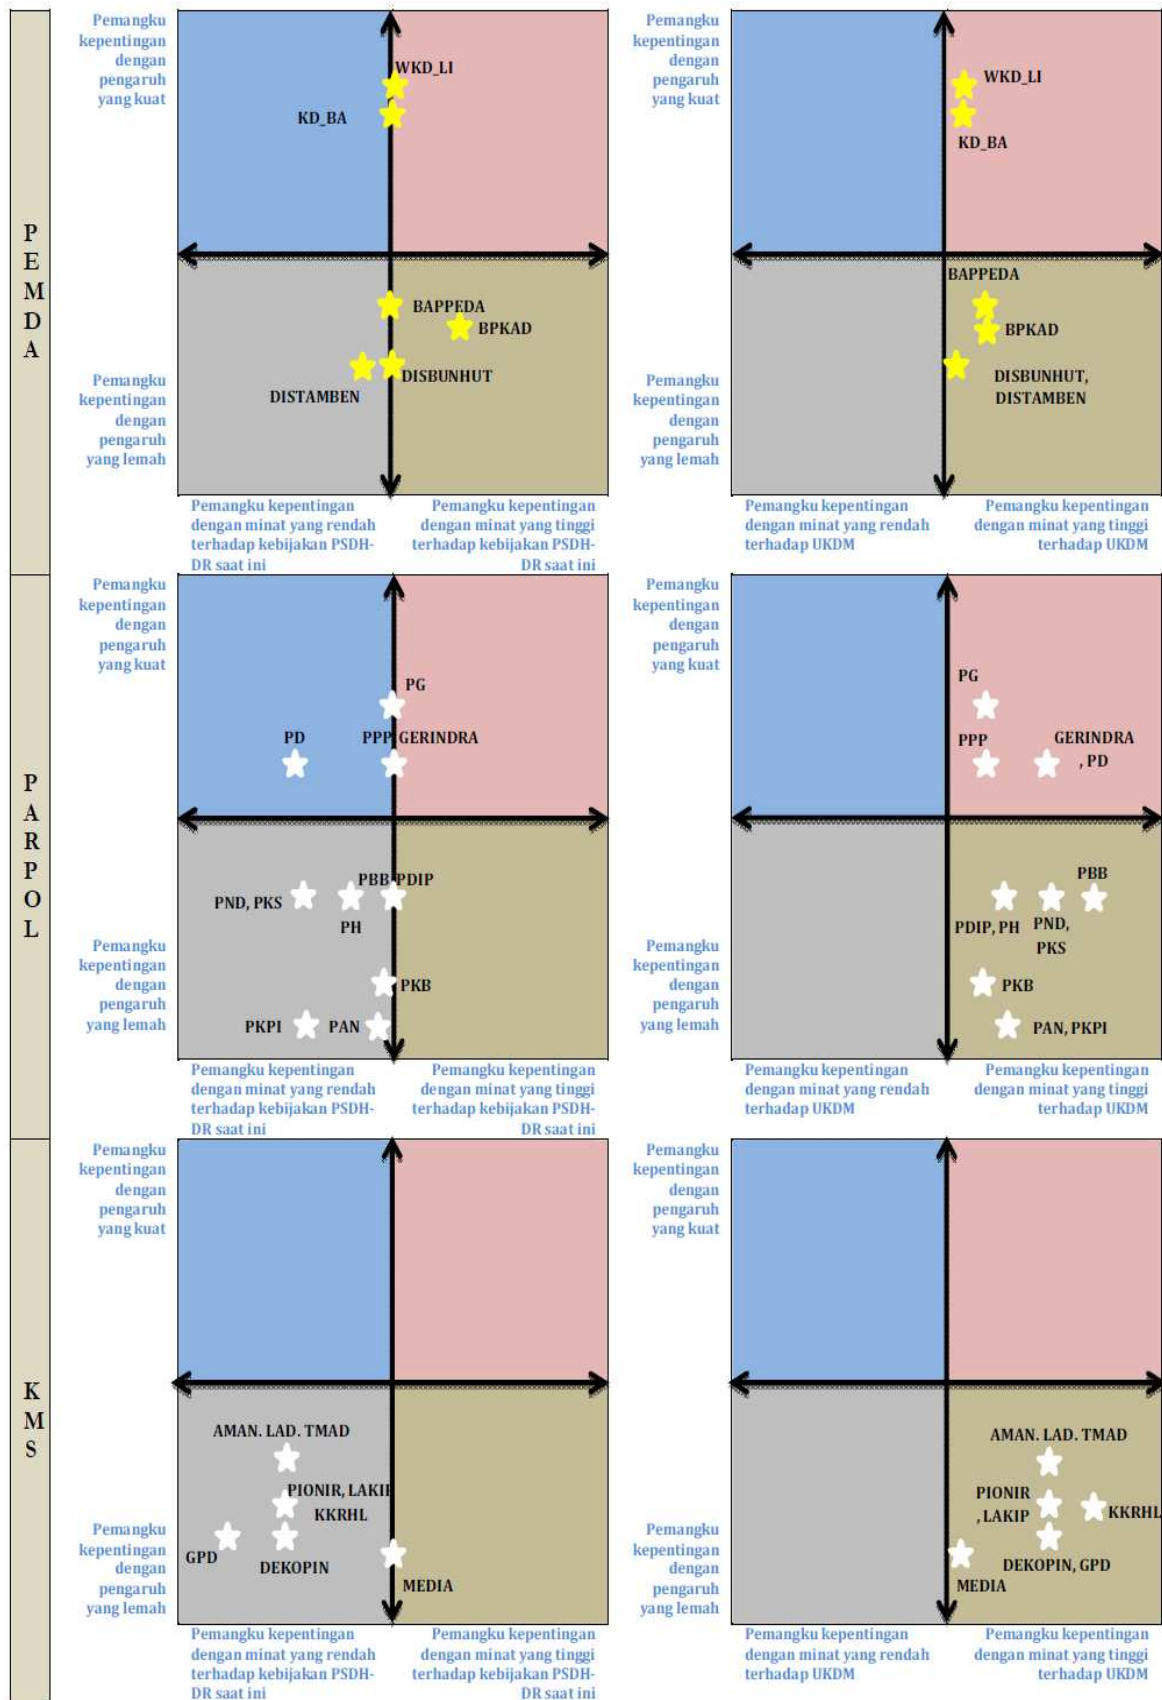 PEMDA
Pemangku
kepentingan
dengan
pengaruh
yang kuat
WKD_LI
KD_BA
BAPPEDA
BPKAD
DISBUNHUT
DISTAMBEN
Pemangku
kepentingan
dengan
pengaruh
yang lemah
Pemangku kepentingan
dengan minat yang rendah
terhadap kebijakan PSDH-
DR saat ini
Pemangku kepentingan
dengan minat yang tinggi
terhadap kebijakan PSDH-
DR saat ini
Pemangku
kepentingan
dengan
pengaruh
yang kuat
WKD_LI
KD_BA
BAPPEDA
BPKAD
DISBUNHUT,
DISTAMBEN
Pemangku
kepentingan
dengan
pengaruh
yang lemah
Pemangku kepentingan
dengan minat yang rendah
terhadap UKDM
Pemangku kepentingan
dengan minat yang tinggi
terhadap UKDM
PARPOL
Pemangku
kepentingan
dengan
pengaruh
yang kuat
PG
PD
PPP GERINDRA
PBB PDIP
PND, PKS
PH
PKB
PKPI
PAN
Pemangku
kepentingan
dengan
pengaruh
yang lemah
Pemangku kepentingan
dengan minat yang rendah
terhadap kebijakan PSDH-
DR saat ini
Pemangku kepentingan
dengan minat yang tinggi
terhadap kebijakan PSDH-
DR saat ini
Pemangku
kepentingan
dengan
pengaruh
yang kuat
PG
PPP
GERINDRA
, PD
PBB
PDIP, PH
PND,
PKS
PKB
PAN, PKPI
Pemangku
kepentingan
dengan
pengaruh
yang lemah
Pemangku kepentingan
dengan minat yang rendah
terhadap UKDM
Pemangku kepentingan
dengan minat yang tinggi
terhadap UKDM
KMS
Pemangku
kepentingan
dengan
pengaruh
yang kuat
AMAN. LAD. TMAD
PIONIR, LAKIP
KKRHL
GPD
DEKOPIN
MEDIA
Pemangku
kepentingan
dengan
pengaruh
yang lemah
Pemangku kepentingan
dengan minat yang rendah
terhadap kebijakan PSDH-
DR saat ini
Pemangku kepentingan
dengan minat yang tinggi
terhadap kebijakan PSDH-
DR saat ini
Pemangku
kepentingan
dengan
pengaruh
yang kuat
AMAN. LAD. TMAD
PIONIR
, LAKIP
KKRHL
DEKOPIN, GPD
MEDIA
Pemangku
kepentingan
dengan
pengaruh
yang lemah
Pemangku kepentingan
dengan minat yang rendah
terhadap UKDM
Pemangku kepentingan
dengan minat yang tinggi
terhadap UKDM